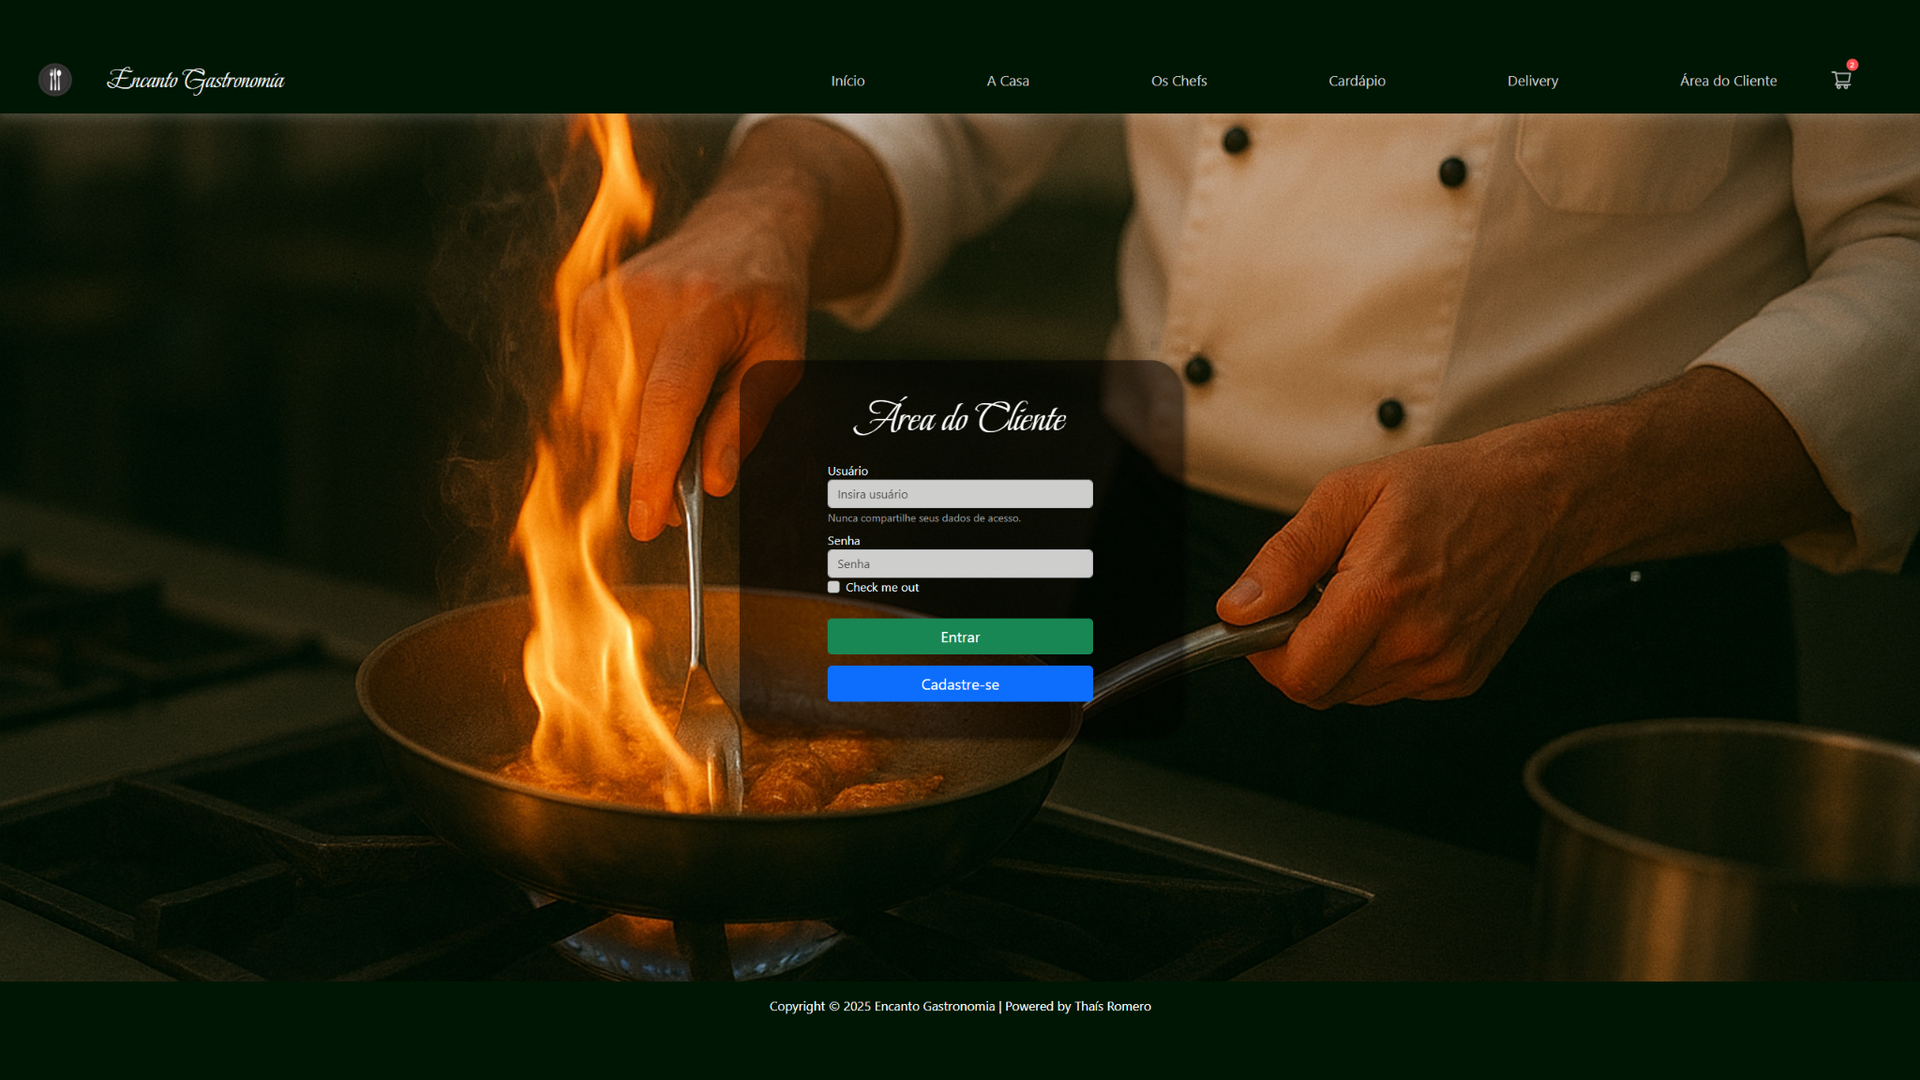 Encanto Gastronomia
Início
A Casa
Os Chefs
Cardápio
Delivery
Área do Cliente
2
Área do Cliente
Usuário
Insira usuário
Nunca compartilhe seus dados de acesso.
Senha
Senha
Check me out
Entrar
Cadastre-se
Copyright © 2025 Encanto Gastronomia | Powered by Thaís Romero